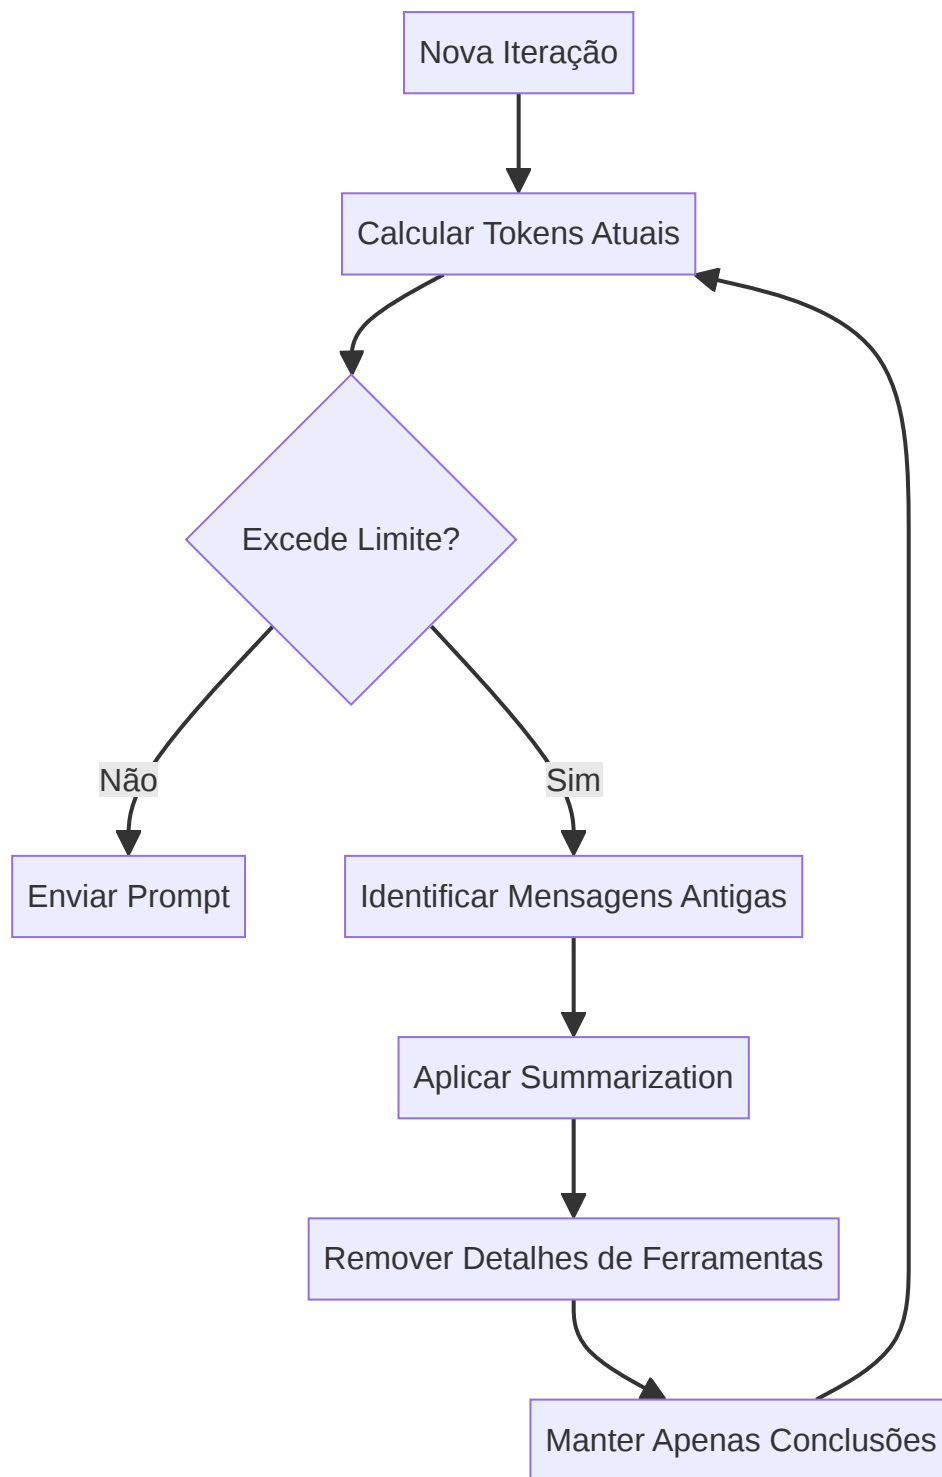 Nova Iteração
Calcular Tokens Atuais
Excede Limite?
Não
Sim
Enviar Prompt
Identificar Mensagens Antigas
Aplicar Summarization
Remover Detalhes de Ferramentas
Manter Apenas Conclusões